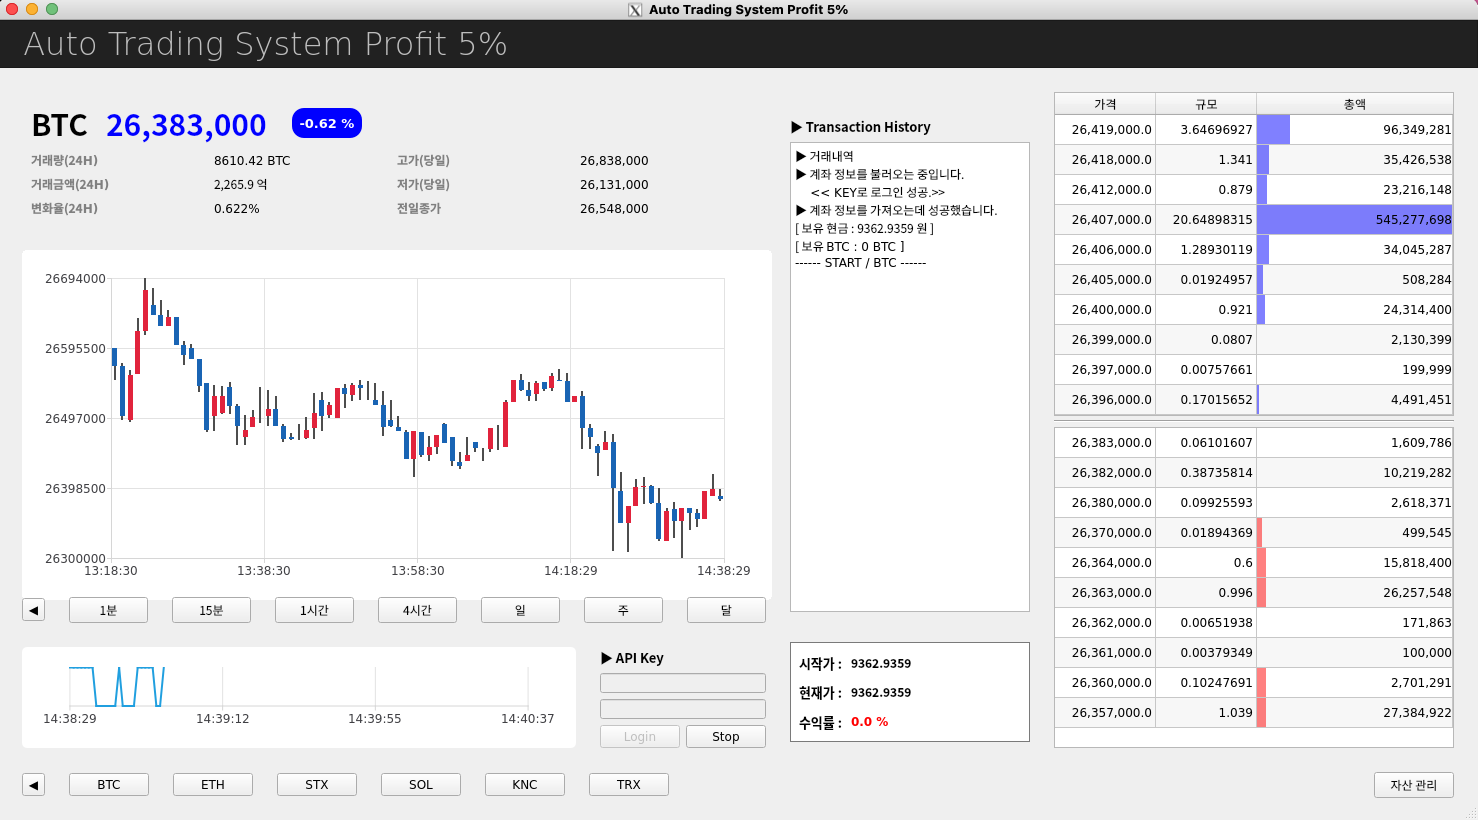 Auto Trading System Profit 5%
Auto Trading System Profit 5%
BTC 26,383,000 -0.62 %
거래량(24H) 8610.42 BTC 고가(당일) 26,838,000
거래금액(24H) 2,265.9 억 저가(당일) 26,131,000
변화율(24H) 0.622% 전일종가 26,548,000
26694000
26595500
26497000
26398500
26300000
13:18:30 13:38:30 13:58:30 14:18:29 14:38:29
◀ 1분 15분 1시간 4시간 일 주 달
14:38:29 14:39:12 14:39:55 14:40:37
▶ API Key
Login Stop
◀ BTC ETH STX SOL KNC TRX
▶ Transaction History
▶ 거래내역
▶ 계좌 정보를 불러오는 중입니다.
<< KEY로 로그인 성공.>>
▶ 계좌 정보를 가져오는데 성공했습니다.
[ 보유 현금 : 9362.9359 원 ]
[ 보유 BTC : 0 BTC ]
------ START / BTC ------
시작가 : 9362.9359
현재가 : 9362.9359
수익률 : 0.0 %
가격 규모 총액
26,419,000.0 3.64696927 96,349,281
26,418,000.0 1.341 35,426,538
26,412,000.0 0.879 23,216,148
26,407,000.0 20.64898315 545,277,698
26,406,000.0 1.28930119 34,045,287
26,405,000.0 0.01924957 508,284
26,400,000.0 0.921 24,314,400
26,399,000.0 0.0807 2,130,399
26,397,000.0 0.00757661 199,999
26,396,000.0 0.17015652 4,491,451
26,383,000.0 0.06101607 1,609,786
26,382,000.0 0.38735814 10,219,282
26,380,000.0 0.09925593 2,618,371
26,370,000.0 0.01894369 499,545
26,364,000.0 0.6 15,818,400
26,363,000.0 0.996 26,257,548
26,362,000.0 0.00651938 171,863
26,361,000.0 0.00379349 100,000
26,360,000.0 0.10247691 2,701,291
26,357,000.0 1.039 27,384,922
자산 관리